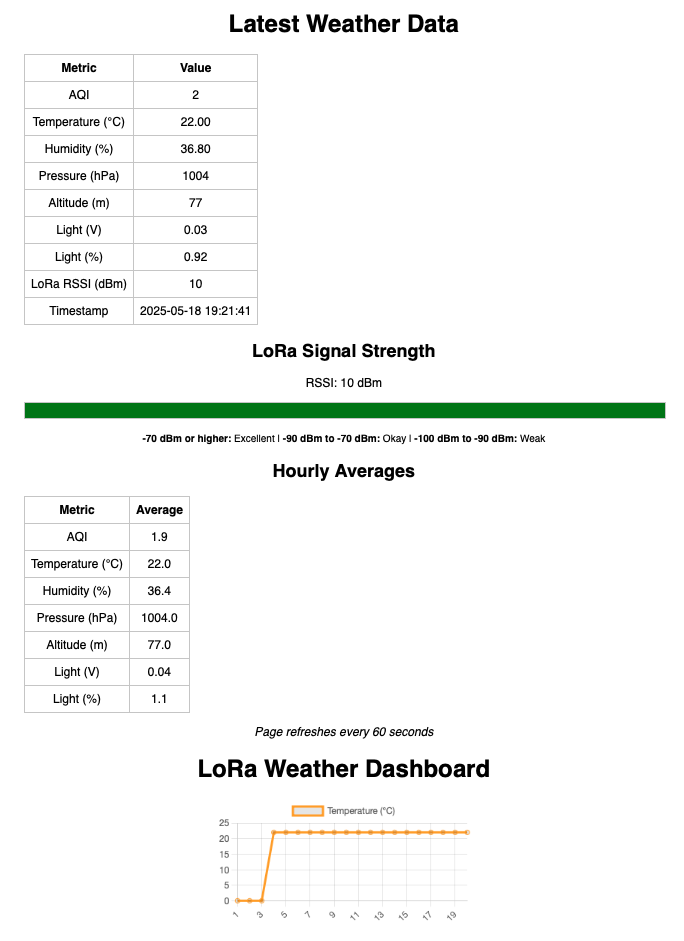 Latest Weather Data
Metric Value
AQI 2
Temperature (°C) 22.00
Humidity (%) 36.80
Pressure (hPa) 1004
Altitude (m) 77
Light (V) 0.03
Light (%) 0.92
LoRa RSSI (dBm) 10
Timestamp 2025-05-18 19:21:41
LoRa Signal Strength
RSSI: 10 dBm
-70 dBm or higher: Excellent | -90 dBm to -70 dBm: Okay | -100 dBm to -90 dBm: Weak
Hourly Averages
Metric Average
AQI 1.9
Temperature (°C) 22.0
Humidity (%) 36.4
Pressure (hPa) 1004.0
Altitude (m) 77.0
Light (V) 0.04
Light (%) 1.1
Page refreshes every 60 seconds
LoRa Weather Dashboard
Temperature (°C)
25
20
15
10
5
0
1 3 5 7 9 11 13 15 17 19